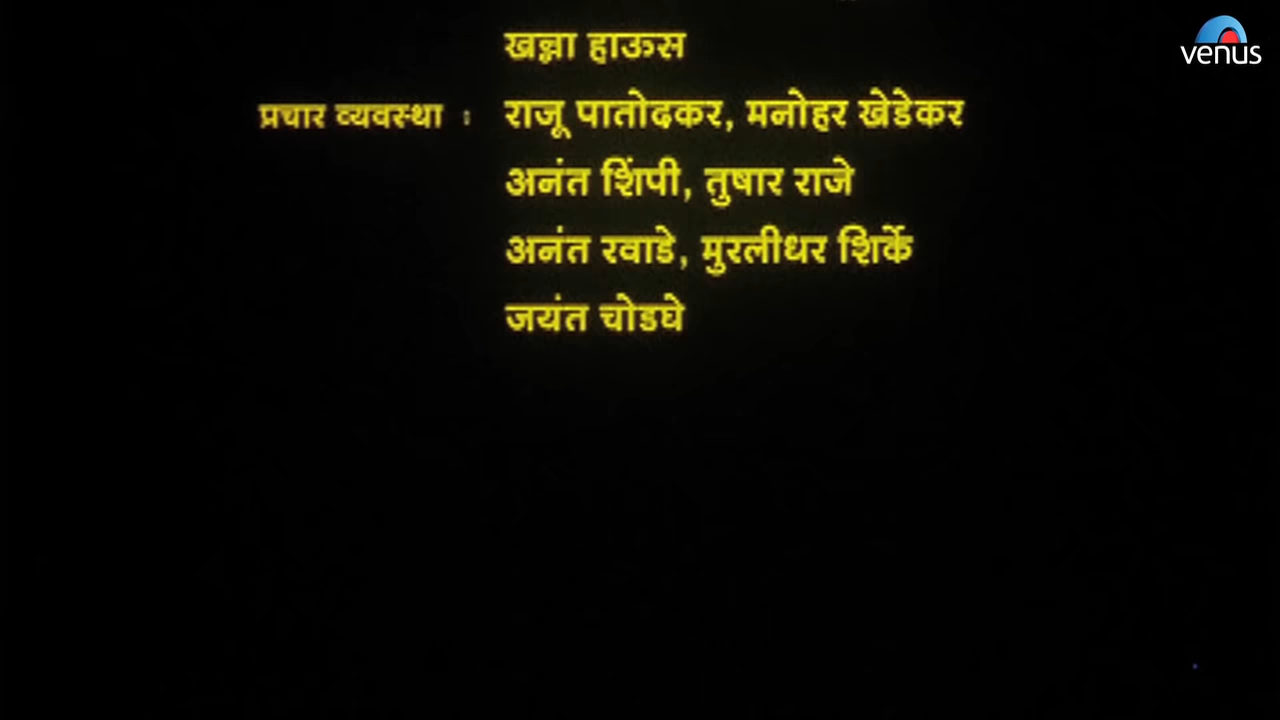 venus
खन्ना हाऊस
प्रचार व्यवस्था : राजू पातोदकर, मनोहर खेडेकर
अनंत शिंपी, तुषार राजे
अनंत रवाडे, मुरलीधर शिर्के
जयंत चोडघे